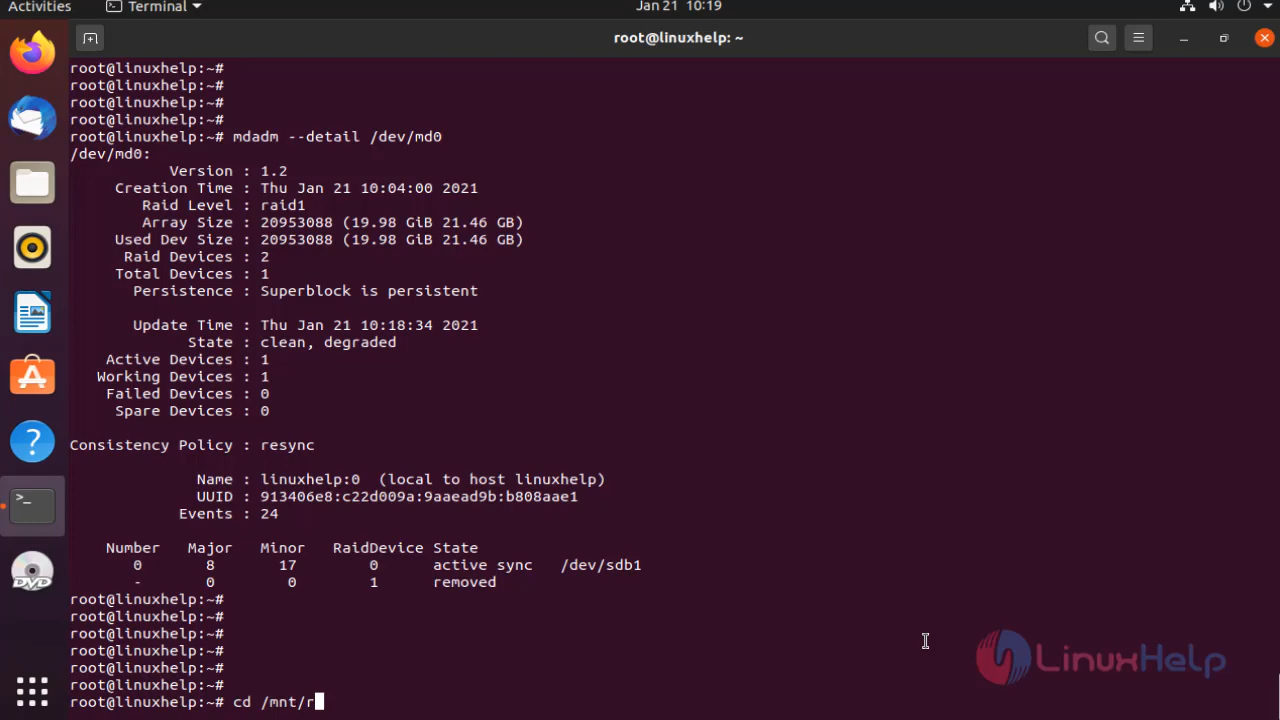 Activities Terminal Jan 21 10:19
root@linuxhelp: ~
root@linuxhelp:~#
root@linuxhelp:~#
root@linuxhelp:~#
root@linuxhelp:~#
root@linuxhelp:~# mdadm --detail /dev/md0
/dev/md0:
Version : 1.2
Creation Time : Thu Jan 21 10:04:00 2021
Raid Level : raid1
Array Size : 20953088 (19.98 GiB 21.46 GB)
Used Dev Size : 20953088 (19.98 GiB 21.46 GB)
Raid Devices : 2
Total Devices : 1
Persistence : Superblock is persistent
Update Time : Thu Jan 21 10:18:34 2021
State : clean, degraded
Active Devices : 1
Working Devices : 1
Failed Devices : 0
Spare Devices : 0
Consistency Policy : resync
Name : linuxhelp:0 (local to host linuxhelp)
UUID : 913406e8:c22d009a:9aaead9b:b808aae1
Events : 24
Number Major Minor RaidDevice State
0 8 17 0 active sync /dev/sdb1
- 0 0 1 removed
root@linuxhelp:~#
root@linuxhelp:~#
root@linuxhelp:~#
root@linuxhelp:~#
root@linuxhelp:~#
root@linuxhelp:~#
root@linuxhelp:~# cd /mnt/r
LinuxHelp
DVD